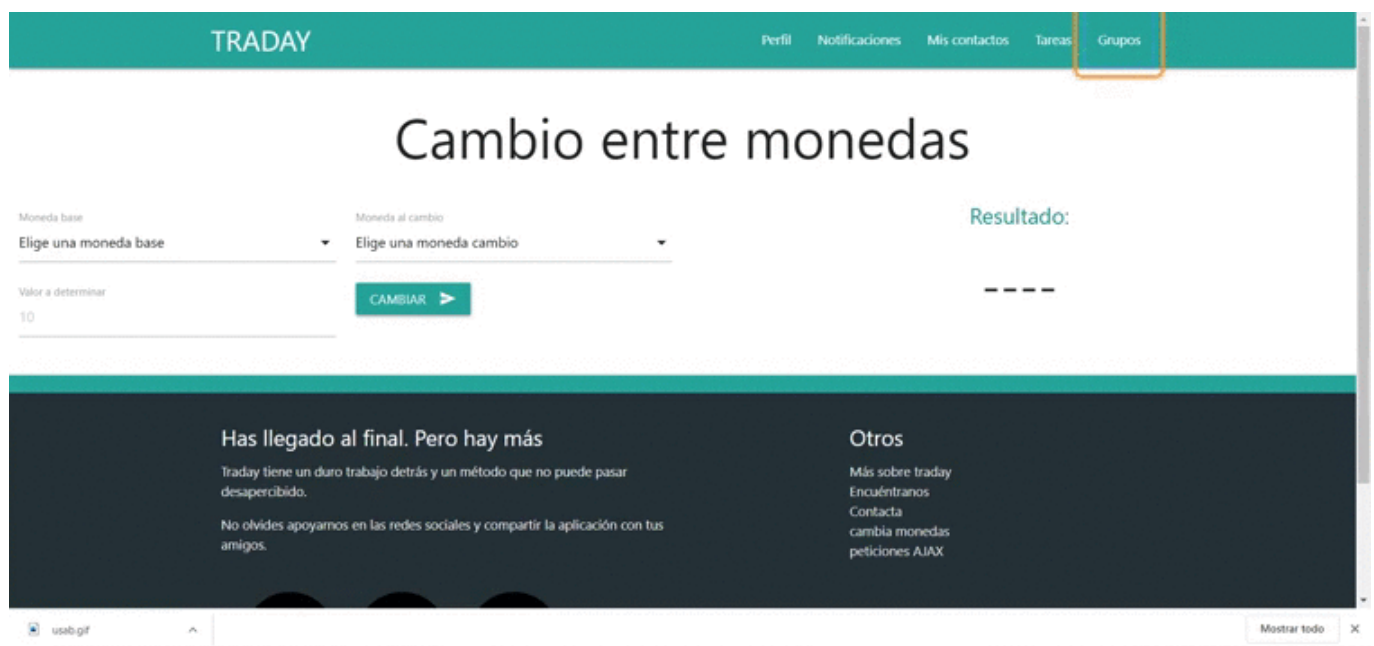 TRADAY
Perfil Notificaciones Mis contactos Tareas Grupos
Cambio entre monedas
Moneda base
Elige una moneda base
Moneda al cambio
Elige una moneda cambio
Valor a determinar
10
CAMBIAR
Resultado:
----
Has llegado al final. Pero hay más
Traday tiene un duro trabajo detrás y un método que no puede pasar
desapercibido.
No olvides apoyarnos en las redes sociales y compartir la aplicación con tus
amigos.
Otros
Más sobre traday
Encuéntranos
Contacta
cambia monedas
peticiones AJAX
usab.gif
Mostrar todo